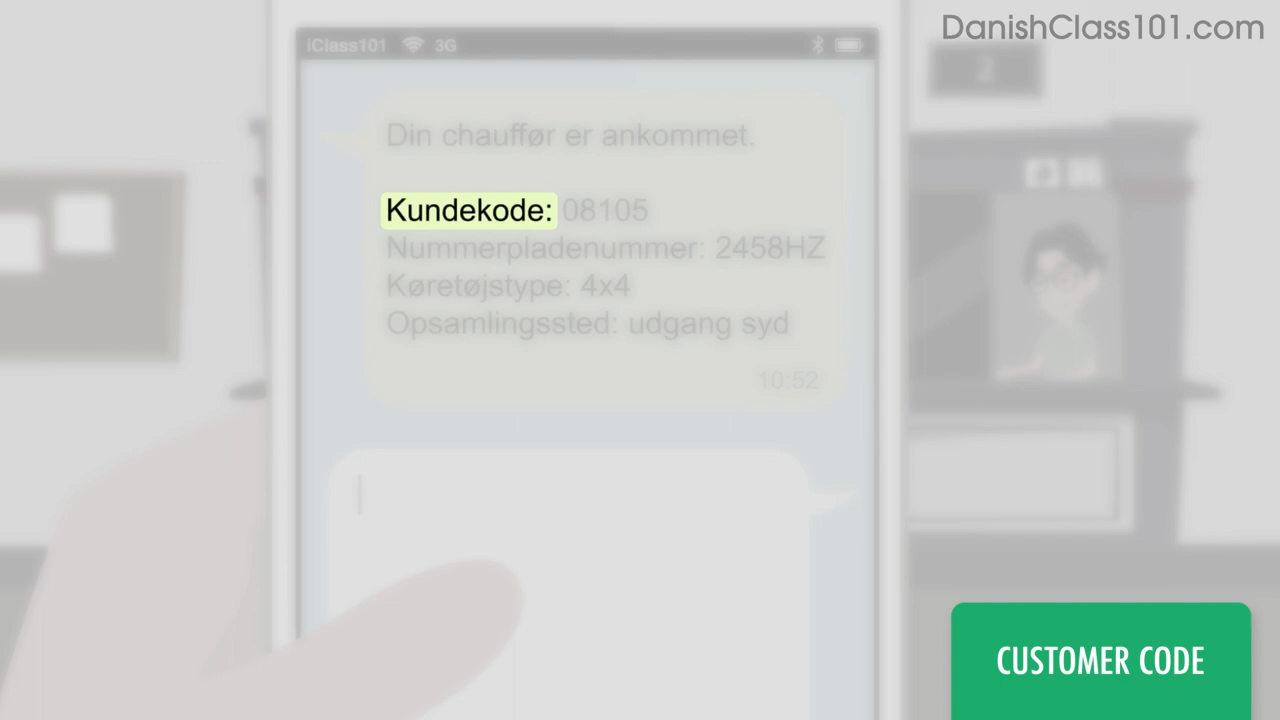 DanishClass101.com
iClass101 3G
2
Din chauffør er ankommet.
Kundekode: 08105
Nummerpladenummer: 2458HZ
Køretøjstype: 4x4
Opsamlingssted: udgang syd
10:52
CUSTOMER CODE